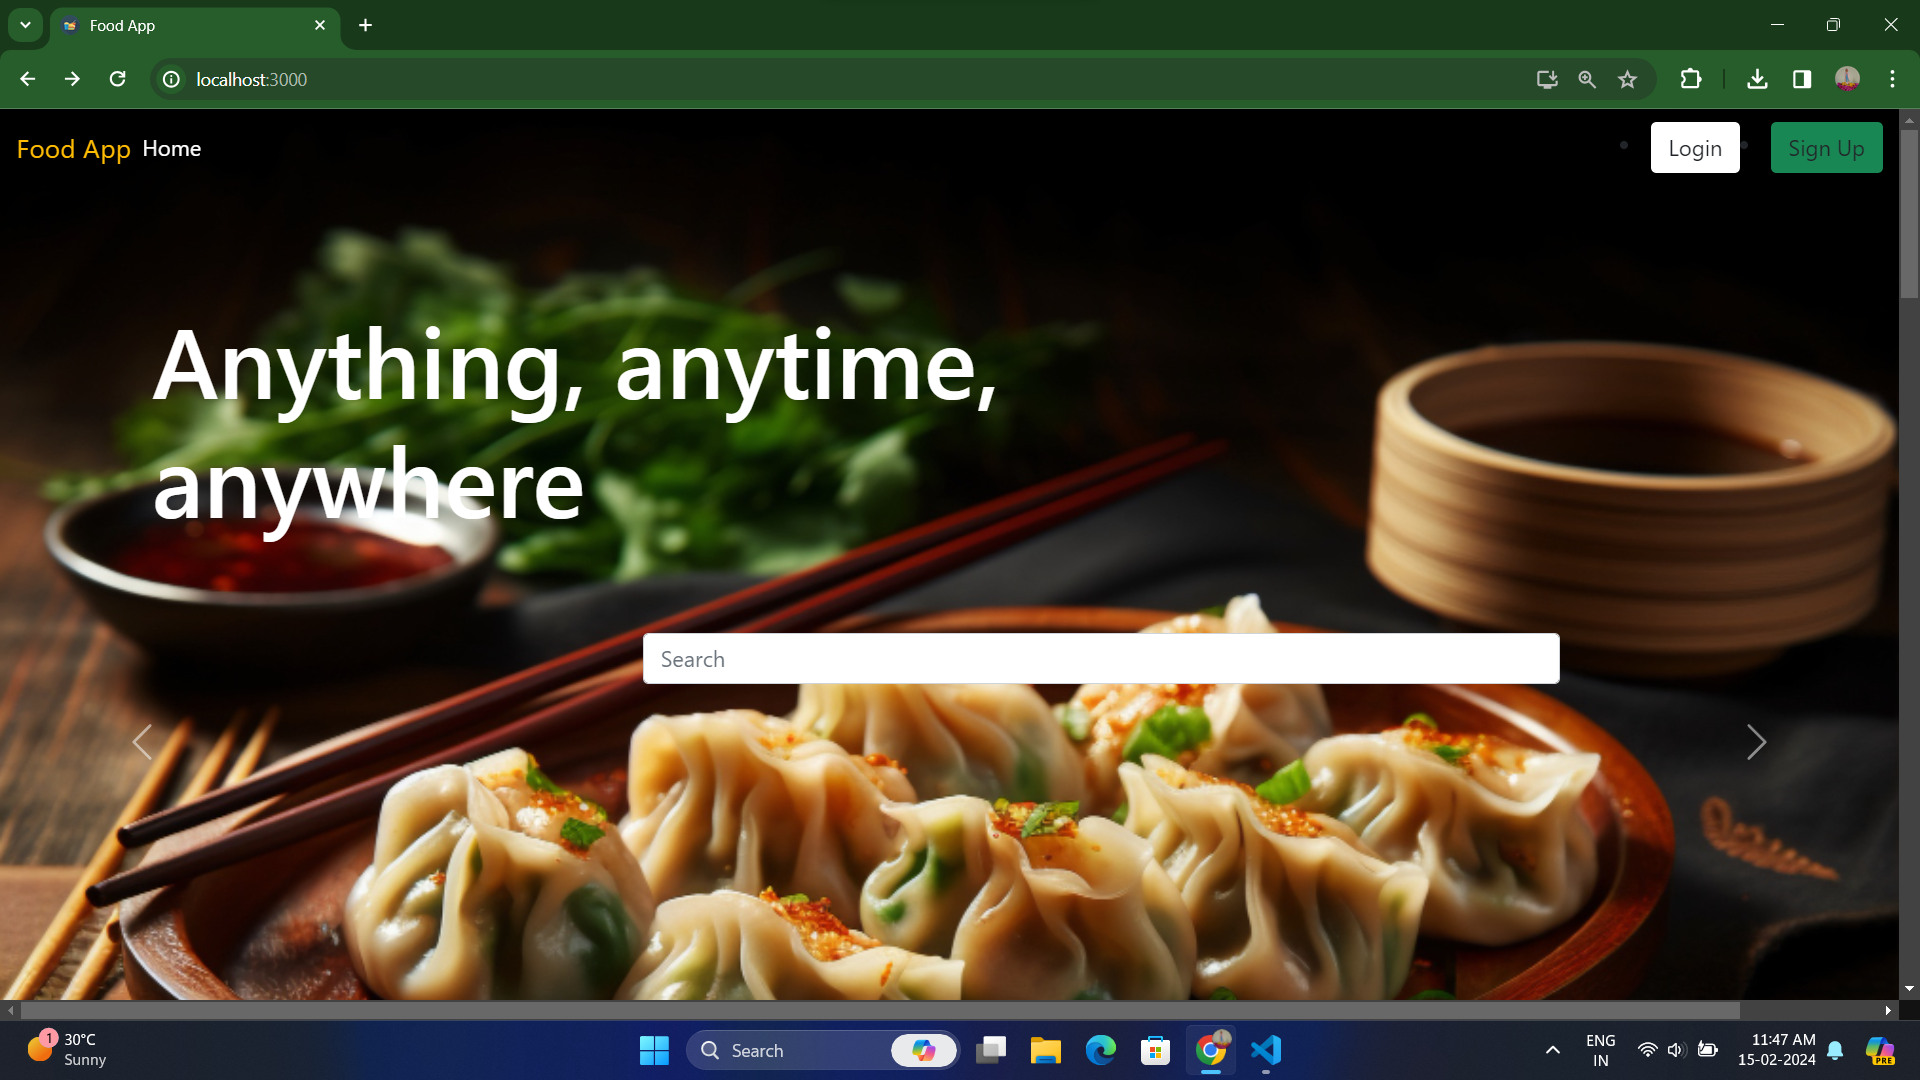 Food App
localhost:3000
Food App Home
Login
Sign Up
Anything, anytime,
anywhere
Search
1
30°C
Sunny
Search
PRE
ENG
IN
11:47 AM
15-02-2024